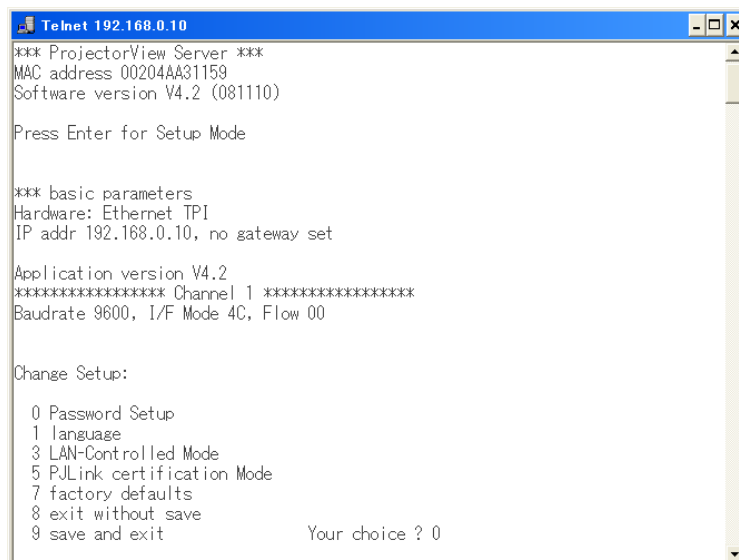 Telnet 192.168.0.10
*** ProjectorView Server ***
MAC address 00204AA31159
Software version V4.2 (081110)
Press Enter for Setup Mode
*** basic parameters
Hardware: Ethernet TPI
IP addr 192.168.0.10, no gateway set
Application version V4.2
***************** Channel 1 *****************
Baudrate 9600, I/F Mode 4C, Flow 00
Change Setup:
0 Password Setup
1 language
3 LAN-Controlled Mode
5 PJLink certification Mode
7 factory defaults
8 exit without save
9 save and exit Your choice ? 0